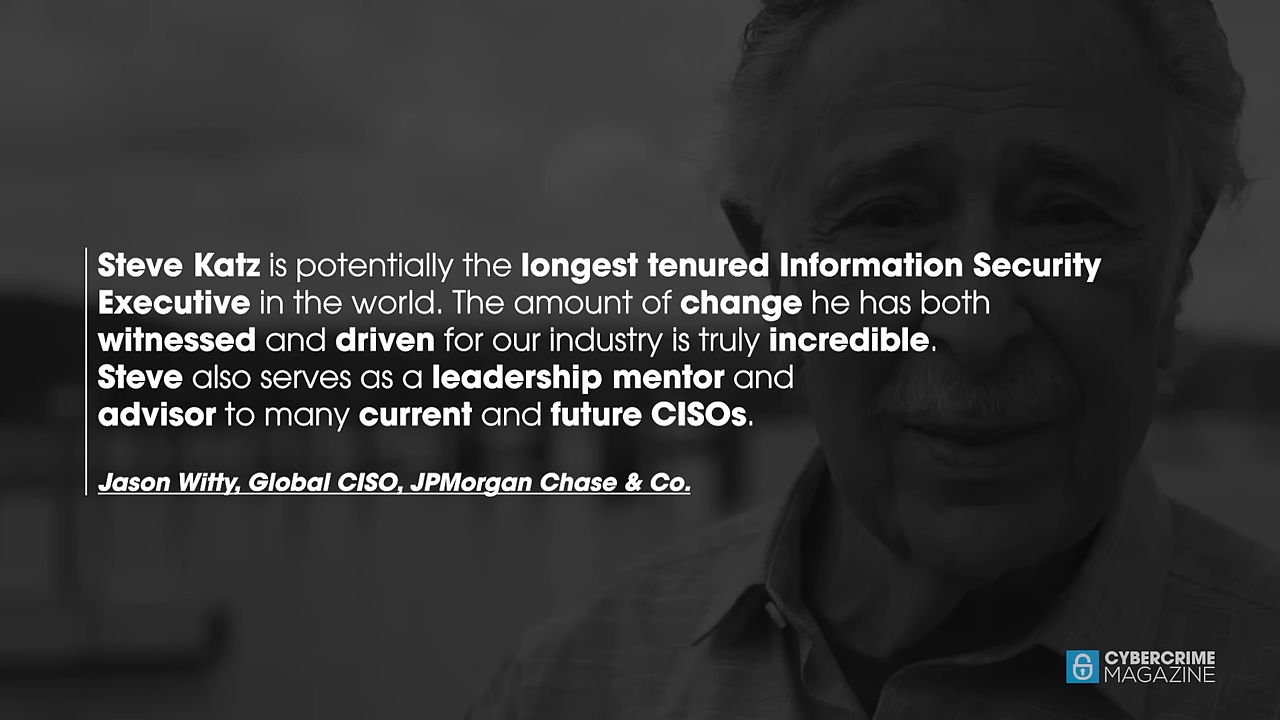 Steve Katz is potentially the longest tenured Information Security
Executive in the world. The amount of change he has both
witnessed and driven for our industry is truly incredible.
Steve also serves as a leadership mentor and
advisor to many current and future CISOs.
Jason Witty, Global CISO, JPMorgan Chase & Co.
CYBERCRIME
MAGAZINE